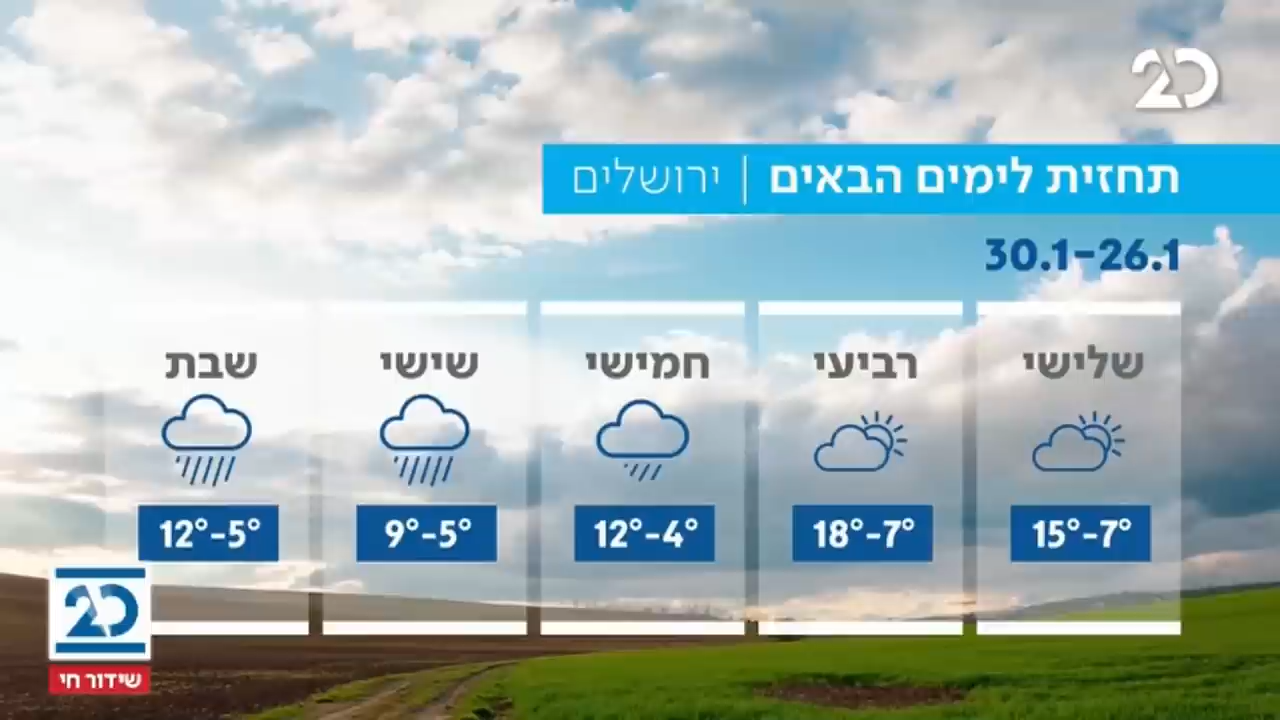 20
תחזית לימים הבאים | ירושלים
30.1-26.1
שלישי רביעי חמישי שישי שבת
15°-7° 18°-7° 12°-4° 9°-5° 12°-5°
20
שידור חי